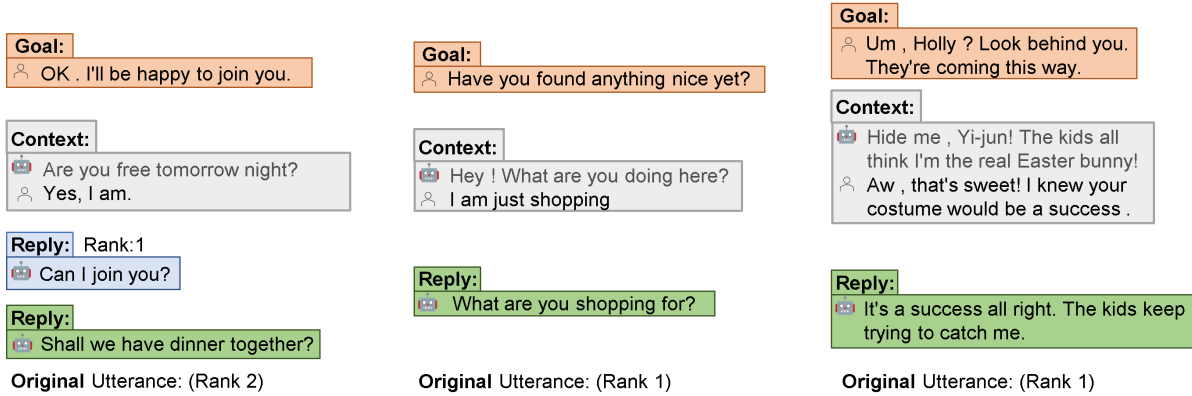 Goal:
OK . I'll be happy to join you.
Context:
Are you free tomorrow night?
Yes, I am.
Reply: Rank:1
Can I join you?
Reply:
Shall we have dinner together?
Original Utterance: (Rank 2)
Goal:
Have you found anything nice yet?
Context:
Hey ! What are you doing here?
I am just shopping
Reply:
What are you shopping for?
Original Utterance: (Rank 1)
Goal:
Um , Holly ? Look behind you.
They're coming this way.
Context:
Hide me , Yi-jun! The kids all
think I'm the real Easter bunny!
Aw , that's sweet! I knew your
costume would be a success .
Reply:
It's a success all right. The kids keep
trying to catch me.
Original Utterance: (Rank 1)